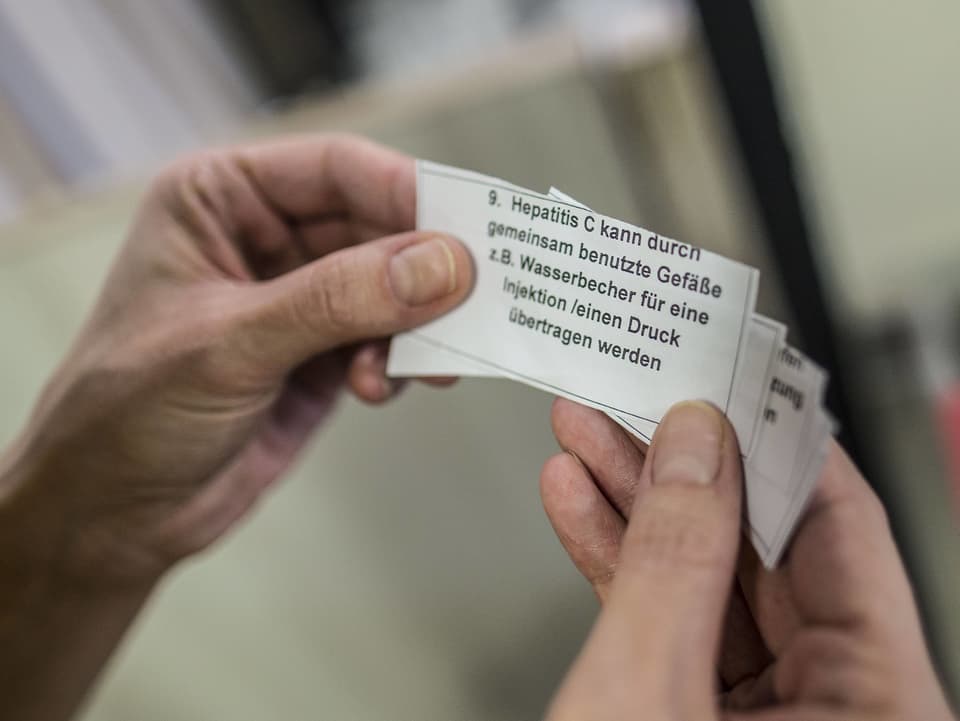 9. Hepatitis C kann durch
gemeinsam benutzte Gefäße
z.B. Wasserbecher für eine
Injektion /einen Druck
übertragen werden